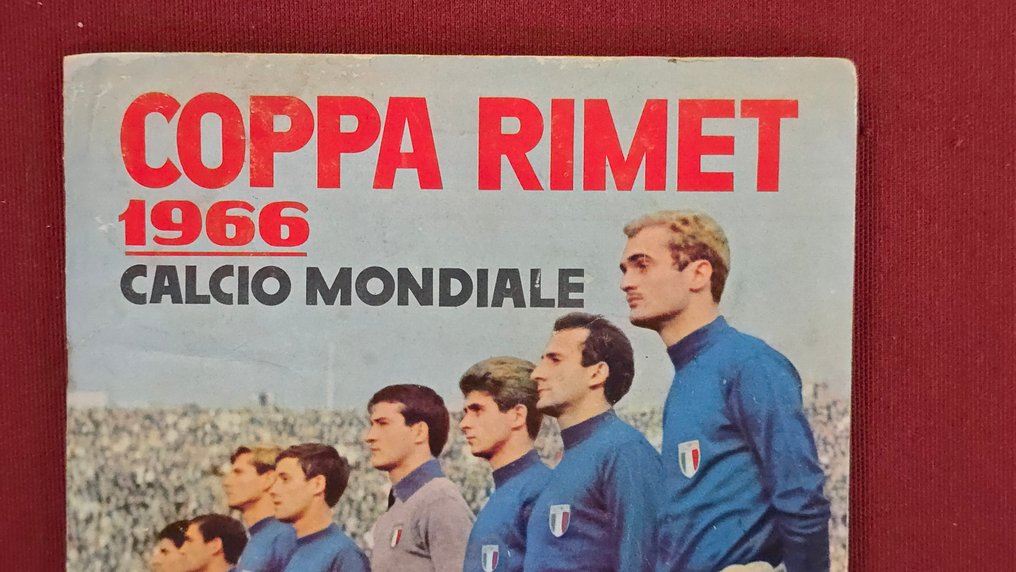 COPPA RIMET
1966
CALCIO MONDIALE